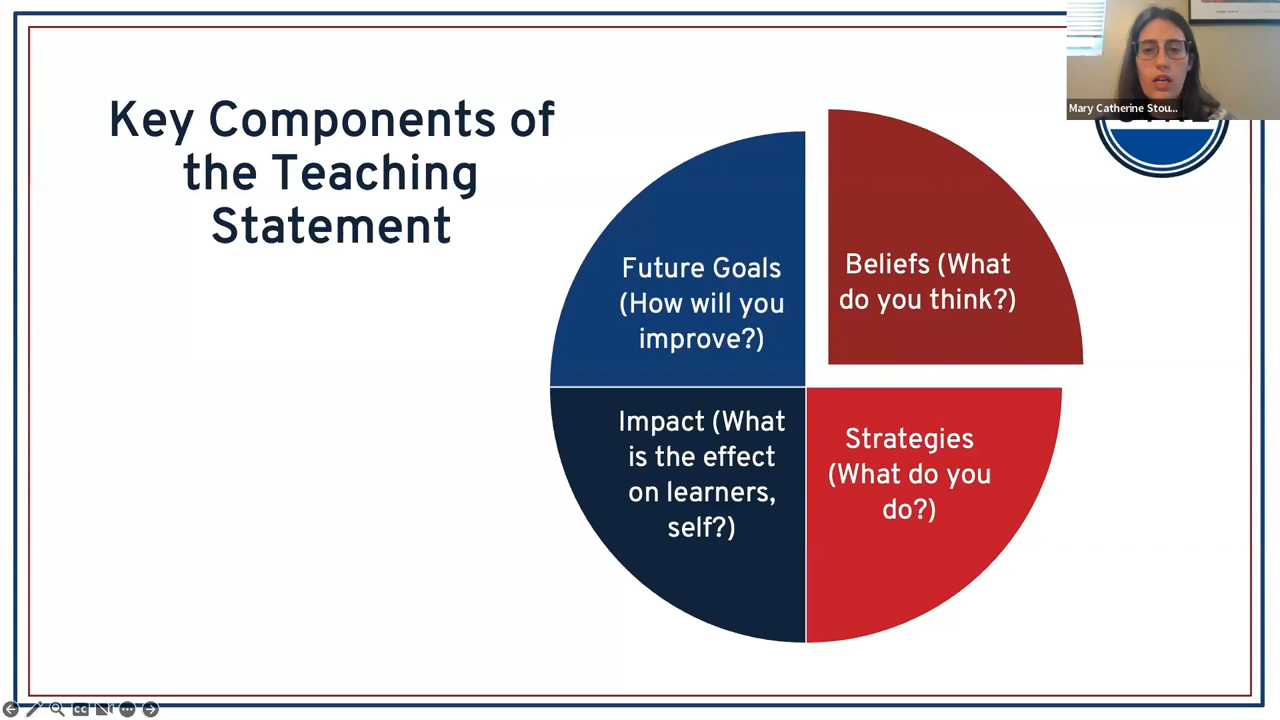 Key Components of
the Teaching
Statement
Mary Catherine Stou...
Beliefs (What
do you think?)
Strategies
(What do you
do?)
Impact (What
is the effect
on learners,
self?)
Future Goals
(How will you
improve?)
CC